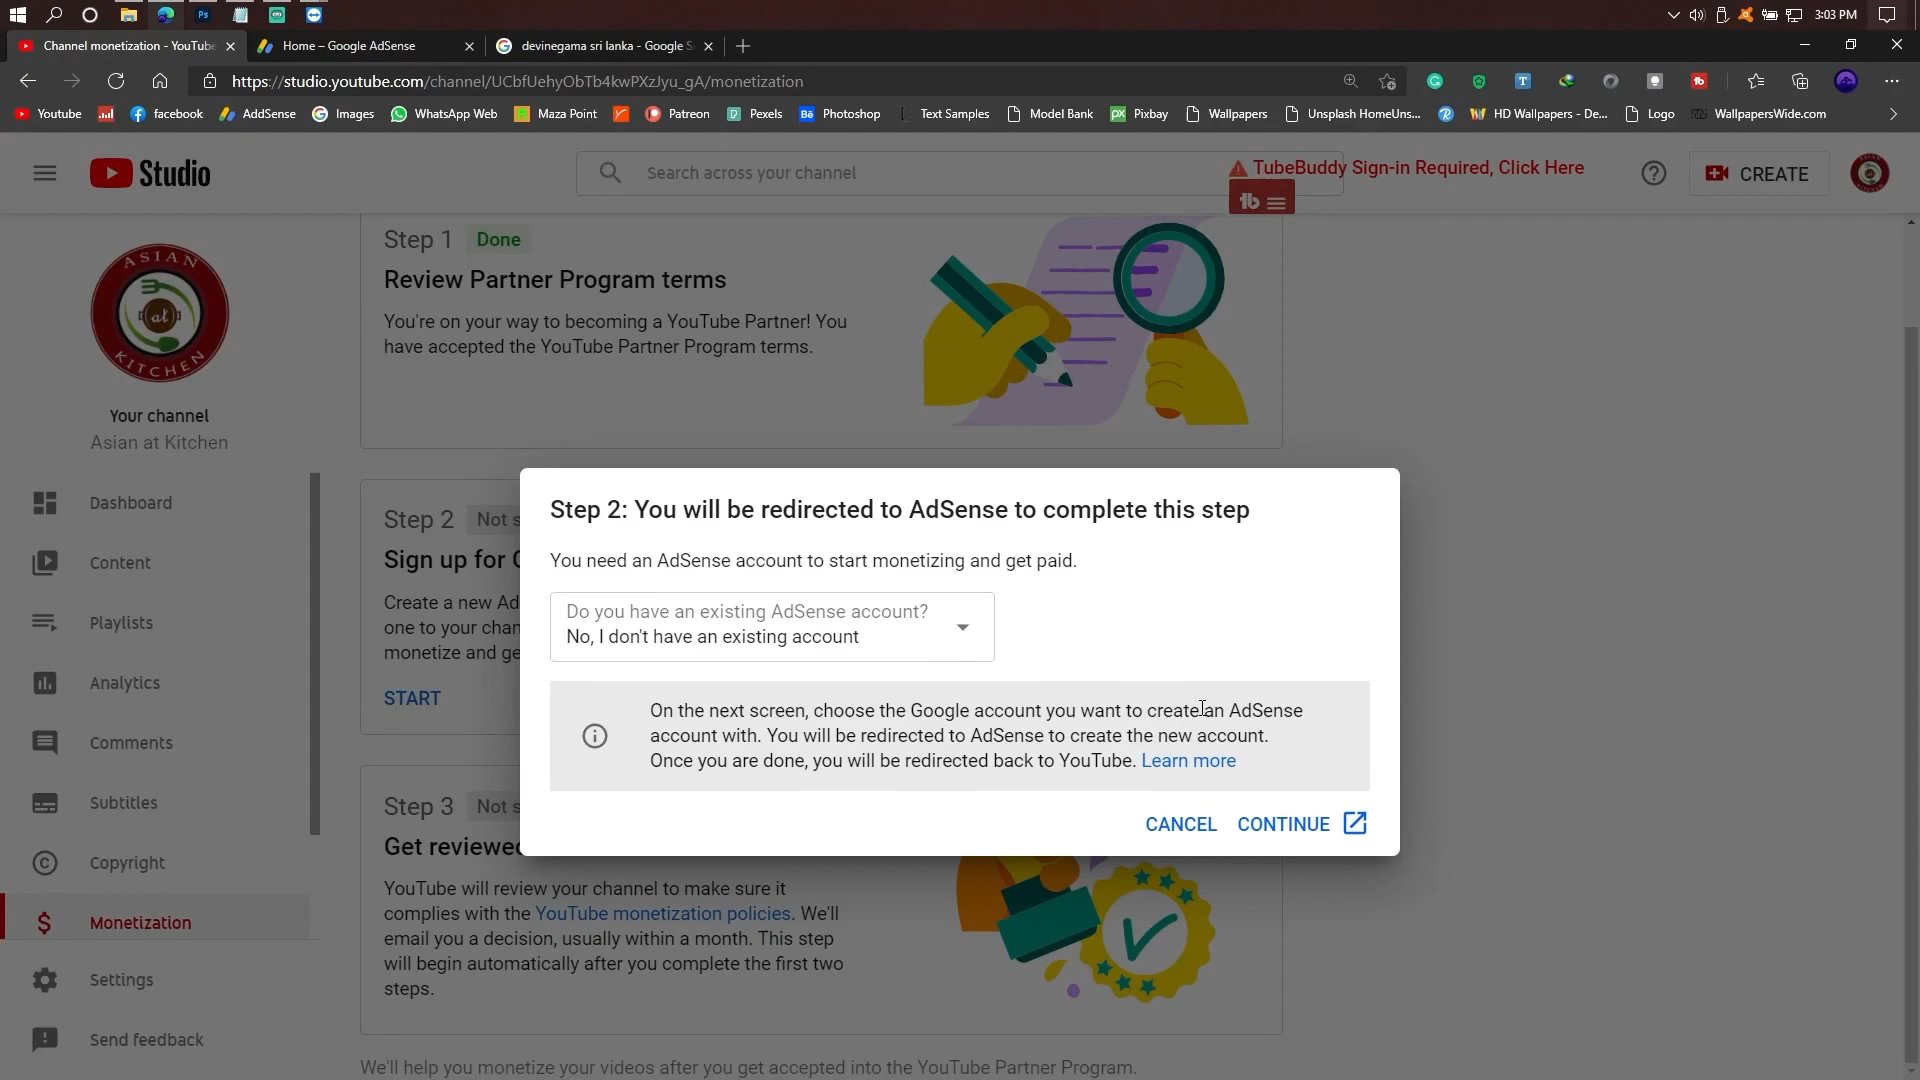 Ps
3:03 PM
Channel monetization - YouTube
Home – Google AdSense
devinegama sri lanka - Google S
https://studio.youtube.com/channel/UCbfUehyObTb4kwPXzJyu_gA/monetization
Youtube
facebook
AddSense
Images
WhatsApp Web
Maza Point
Patreon
Pexels
Photoshop
Text Samples
Model Bank
Pixbay
Wallpapers
Unsplash HomeUns...
HD Wallpapers - De...
Logo
WallpapersWide.com
Studio
Search across your channel
TubeBuddy Sign-in Required, Click Here
tb
CREATE
ASIAN
at
KITCHEN
Your channel
Asian at Kitchen
Dashboard
Content
Playlists
Analytics
Comments
Subtitles
Copyright
Monetization
Settings
Send feedback
Step 1 Done
Review Partner Program terms
You're on your way to becoming a YouTube Partner! You
have accepted the YouTube Partner Program terms.
Step 2 Not s
Sign up for G
Create a new Ad
one to your chan
monetize and ge
START
Step 2: You will be redirected to AdSense to complete this step
You need an AdSense account to start monetizing and get paid.
Do you have an existing AdSense account?
No, I don't have an existing account
On the next screen, choose the Google account you want to create an AdSense
account with. You will be redirected to AdSense to create the new account.
Once you are done, you will be redirected back to YouTube. Learn more
CANCEL CONTINUE
Step 3 Not s
Get reviewed
YouTube will review your channel to make sure it
complies with the YouTube monetization policies. We'll
email you a decision, usually within a month. This step
will begin automatically after you complete the first two
steps.
We'll help you monetize your videos after you get accepted into the YouTube Partner Program.